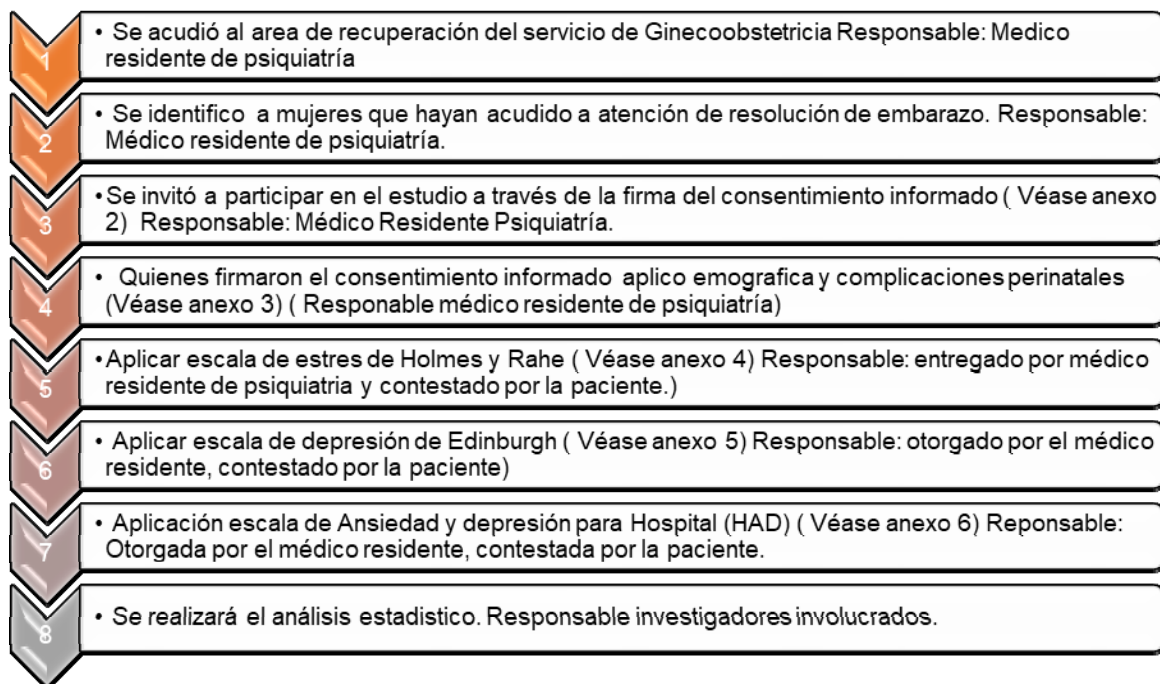 1
• Se acudió al area de recuperación del servicio de Ginecoobstetricia Responsable: Medico
residente de psiquiatría
2
• Se identifico a mujeres que hayan acudido a atención de resolución de embarazo. Responsable:
Médico residente de psiquiatría.
3
•Se invitó a participar en el estudio a través de la firma del consentimiento informado ( Véase anexo
2) Responsable: Médico Residente Psiquiatría.
4
• Quienes firmaron el consentimiento informado aplico emografica y complicaciones perinatales
(Véase anexo 3) ( Responable médico residente de psiquiatría)
5
•Aplicar escala de estres de Holmes y Rahe ( Véase anexo 4) Responsable: entregado por médico
residente de psiquiatria y contestado por la paciente.)
6
• Aplicar escala de depresión de Edinburgh ( Véase anexo 5) Responsable: otorgado por el médico
residente, contestado por la paciente)
7
• Aplicación escala de Ansiedad y depresión para Hospital (HAD) ( Véase anexo 6) Reponsable:
Otorgada por el médico residente, contestada por la paciente.
8
• Se realizará el análisis estadistico. Responsable investigadores involucrados.